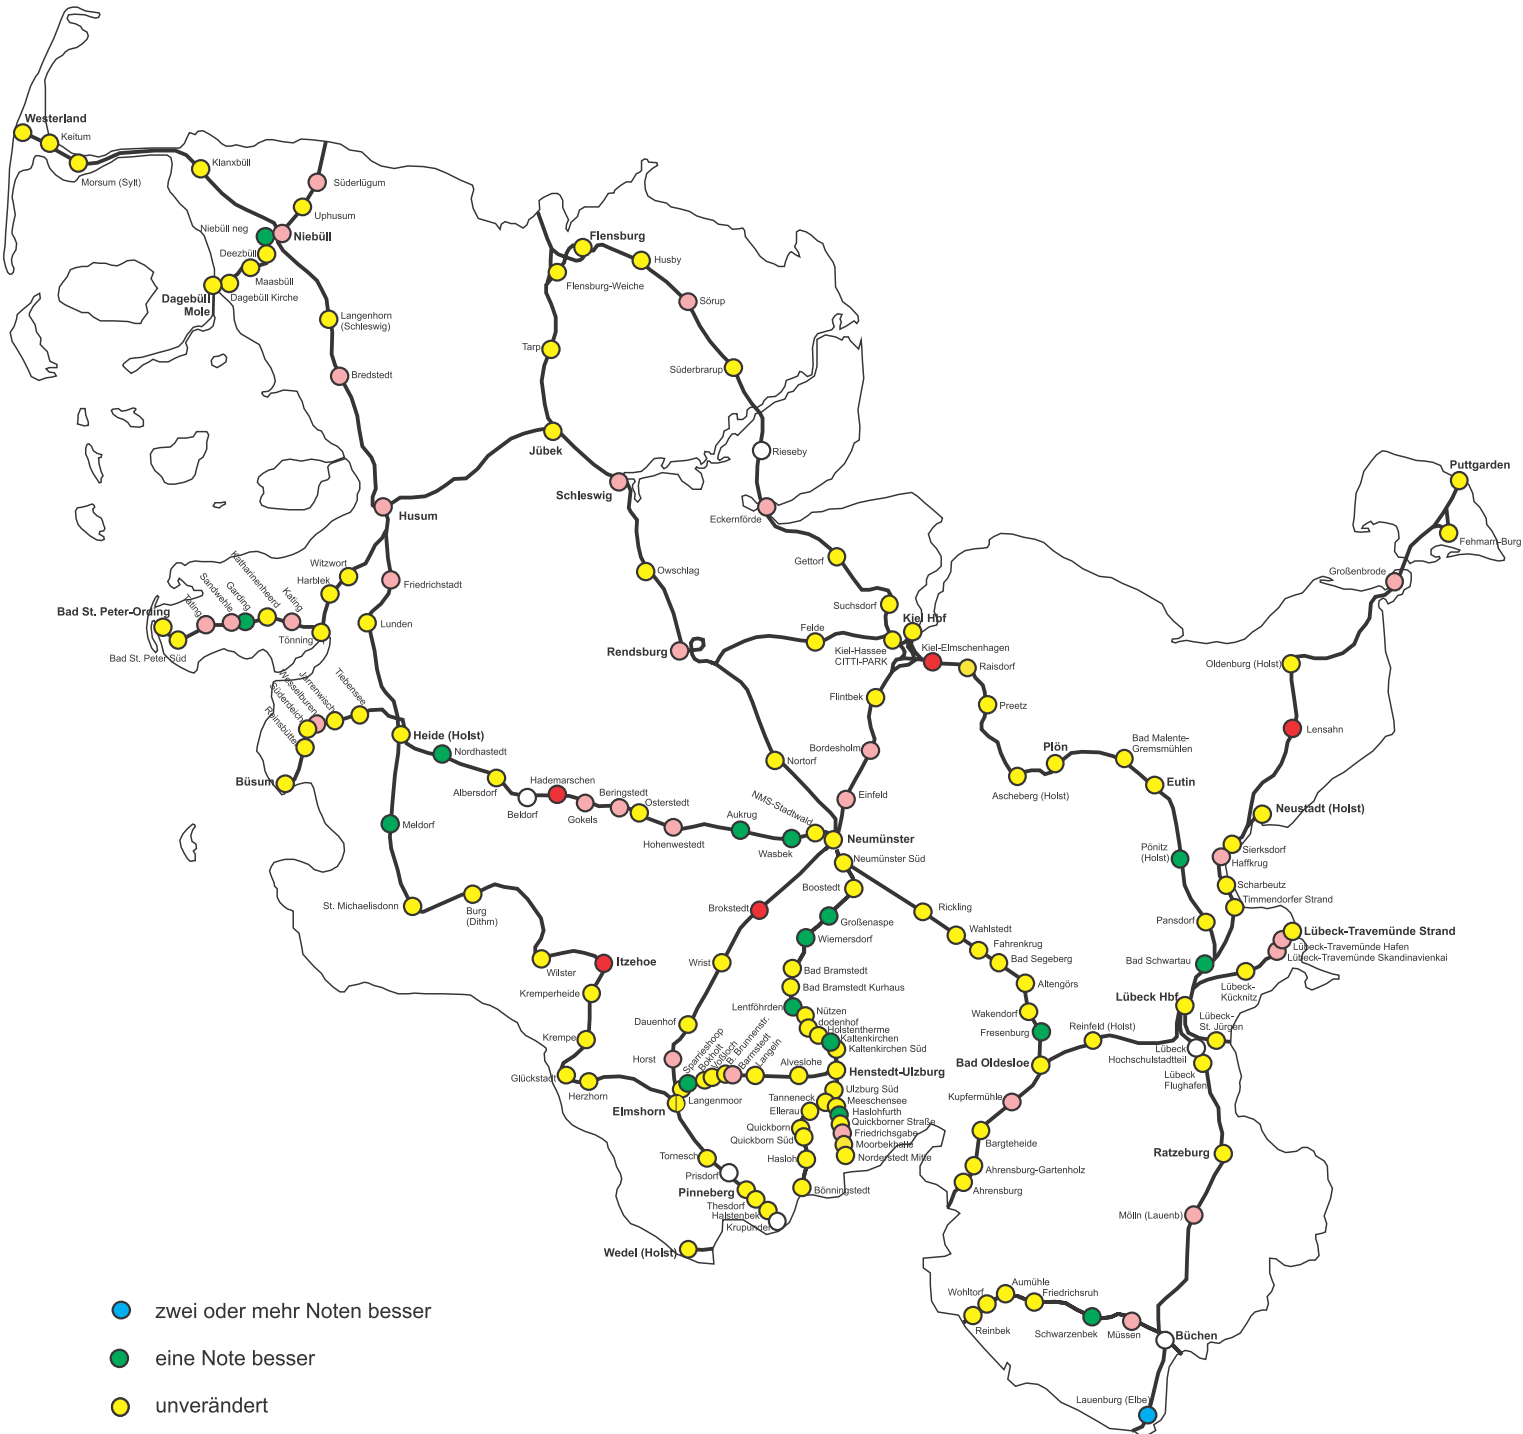 Westerland
Keitum
Morsum (Sylt)
Klanxbüll
Süderlügum
Uphusum
Niebüll neg
Niebüll
Deezbüll
Maasbüll
Dagebüll Kirche
Dagebüll
Mole
Langenhorn
(Schleswig)
Bredstedt
Flensburg
Husby
Flensburg-Weiche
Sörup
Tarp
Süderbrarup
Jübek
Rieseby
Schleswig
Eckernförde
Husum
Puttgarden
Fehmarn-Burg
Großenbrode
Gettorf
Owschlag
Suchsdorf
Witzwort
Harblek
Friedrichstadt
Kating
Katharinenheerd
Garding
Sandwehle
Tating
Bad St. Peter-Ording
Bad St. Peter Süd
Tönning
Lunden
Felde
Kiel Hbf
Kiel-Hassee
CITTI-PARK
Kiel-Elmschenhagen
Raisdorf
Rendsburg
Oldenburg (Holst)
Flintbek
Preetz
Tiebensee
Jarrenwisch
Wesselburen
Süderdeich
Reinsbüttel
Büsum
Heide (Holst)
Nordhastedt
Lensahn
Bordesholm
Plön
Bad Malente-
Gremsmühlen
Nortorf
Albersdorf
Beldorf
Hademarschen
Gokels
Beringstedt
Osterstedt
Hohenwestedt
Aukrug
Wasbek
NMS-Stadtwald
Einfeld
Ascheberg (Holst)
Eutin
Neustadt (Holst)
Meldorf
Neumünster
Neumünster Süd
Pönitz
(Holst)
Sierksdorf
Haffkrug
Boostedt
Scharbeutz
Timmendorfer Strand
St. Michaelisdonn
Burg
(Dithm)
Brokstedt
Großenaspe
Wiemersdorf
Rickling
Wahlstedt
Fahrenkrug
Bad Segeberg
Pansdorf
Lübeck-Travemünde Strand
Lübeck-Travemünde Hafen
Lübeck-Travemünde Skandinavienkai
Wilster
Itzehoe
Wrist
Bad Bramstedt
Bad Bramstedt Kurhaus
Altengörs
Bad Schwartau
Lübeck-
Kücknitz
Kremperheide
Lentföhrden
Nützen
dodenhof
Holstentherme
Kaltenkirchen
Kaltenkirchen Süd
Wakendorf
Fresenburg
Lübeck Hbf
Lübeck-
St. Jürgen
Reinfeld (Holst)
Dauenhof
Krempe
Horst
Sparrieshoop
Bokholt
Voßloch
B. Brunnenstr.
Barmstedt
Langeln
Alveslohe
Henstedt-Ulzburg
Bad Oldesloe
Lübeck
Hochschulstadtteil
Lübeck
Flughafen
Glückstadt
Herzhorn
Elmshorn
Langenmoor
Ulzburg Süd
Tanneck
Meeschensee
Ellerau
Haslohfurth
Quickborner Straße
Quickborn
Friedrichsgabe
Quickborn Süd
Moorbekhalle
Hasloh
Norderstedt Mitte
Bönningstedt
Kupfermühle
Bargteheide
Ahrensburg-Gartenholz
Ahrensburg
Ratzeburg
Tornesch
Prisdorf
Pinneberg
Thesdorf
Halstenbek
Krupunder
Wedel (Holst)
Mölln (Lauenb)
Aumühle
Wohltorf
Friedrichsruh
Reinbek
Schwarzenbek
Müssen
Büchen
Lauenburg (Elbe)
zwei oder mehr Noten besser
eine Note besser
unverändert